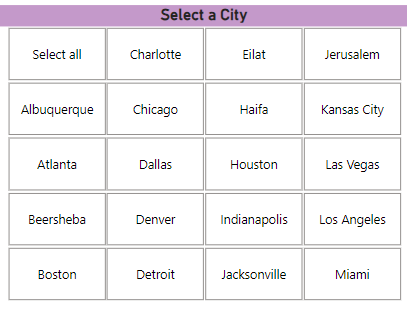 Select a City
Select all
Charlotte
Eilat
Jerusalem
Albuquerque
Chicago
Haifa
Kansas City
Atlanta
Dallas
Houston
Las Vegas
Beersheba
Denver
Indianapolis
Los Angeles
Boston
Detroit
Jacksonville
Miami